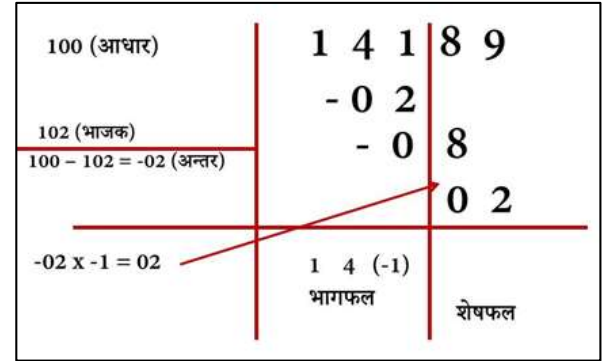 100 (आधार)
1 4 1 8 9
- 0 2
102 (भाजक)
- 0 8
100 – 102 = -02 (अन्तर)
0 2
-02 x -1 = 02
1 4 (-1)
भागफल
शेषफल